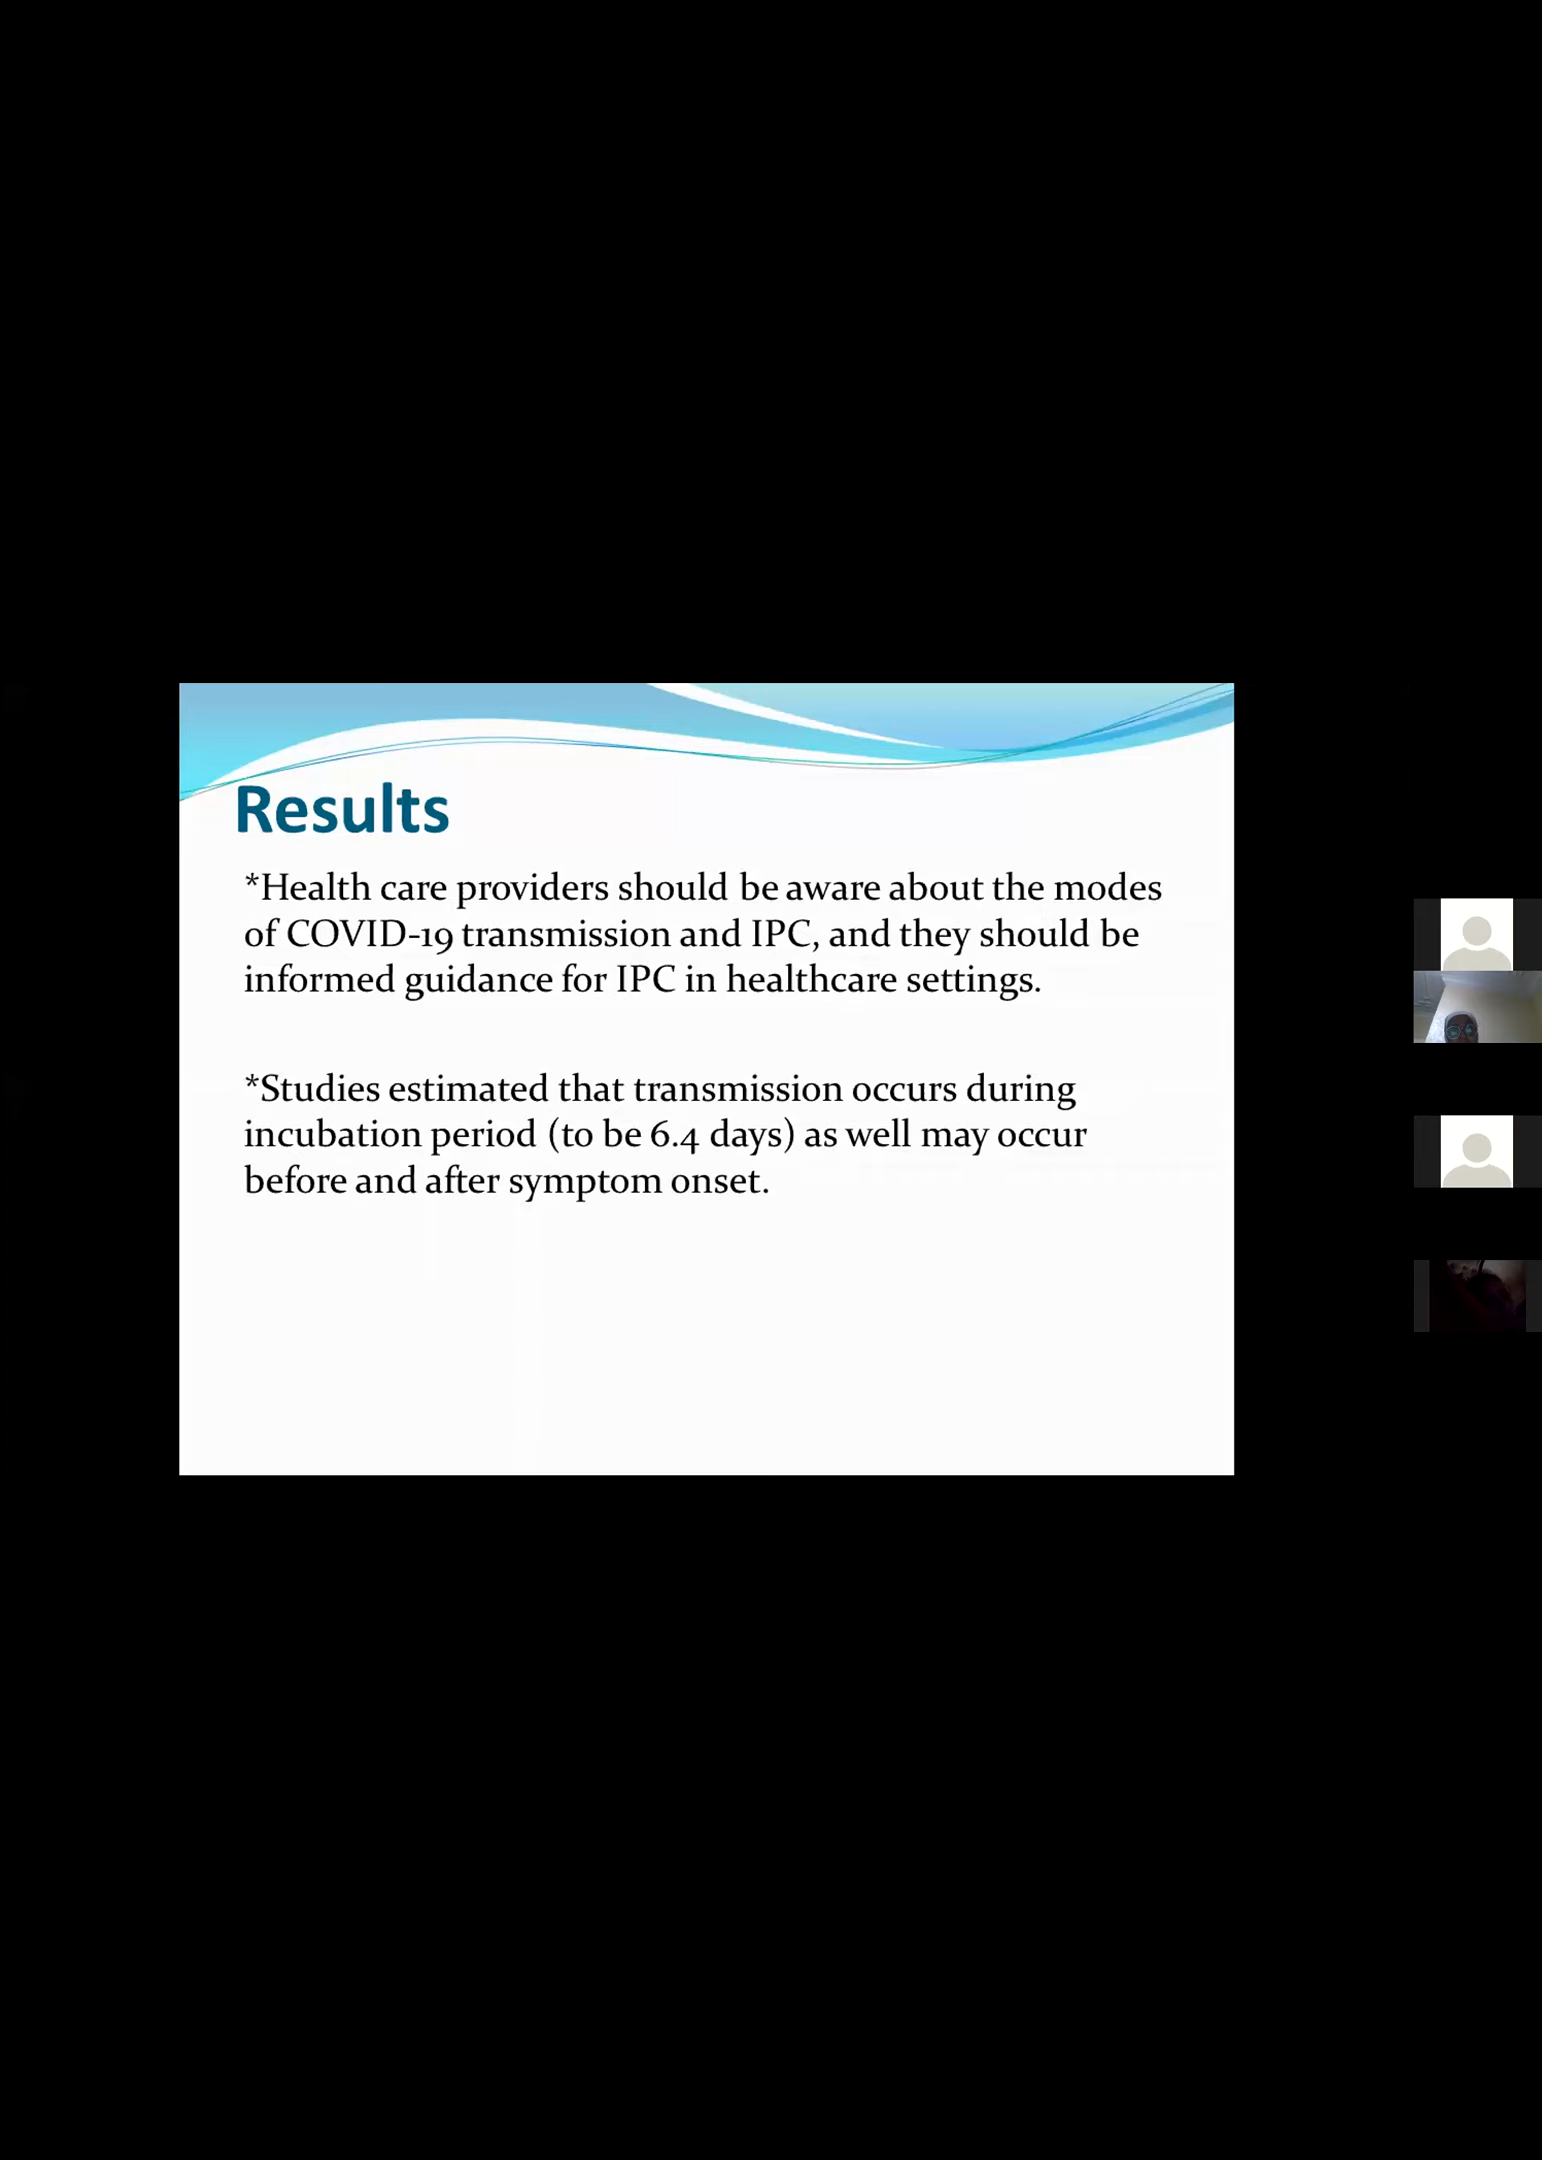 Results
*Health care providers should be aware about the modes
of COVID-19 transmission and IPC, and they should be
informed guidance for IPC in healthcare settings.
*Studies estimated that transmission occurs during
incubation period (to be 6.4 days) as well may occur
before and after symptom onset.